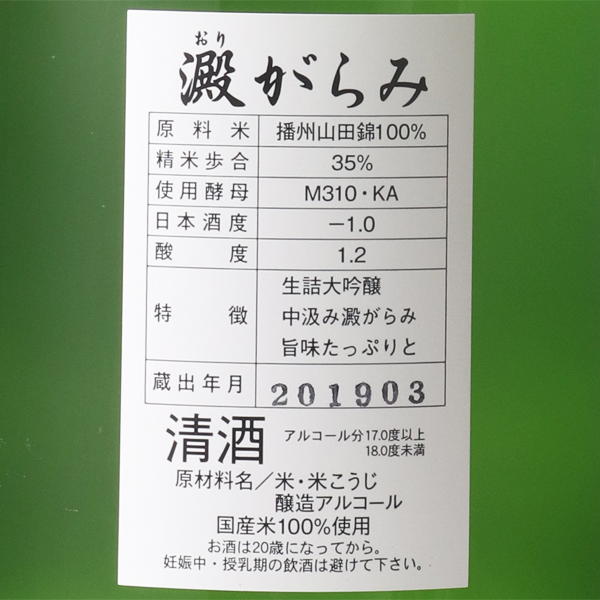 おり
澱がらみ
原料米 播州山田錦100%
精米歩合 35%
使用酵母 M310・KA
日本酒度 －1.0
酸度 1.2
特徴 生詰大吟醸
中汲み澱がらみ
旨味たっぷりと
蔵出年月 201903
清酒 アルコール分17.0度以上
18.0度未満
原材料名／米・米こうじ
醸造アルコール
国産米100%使用
お酒は20歳になってから。
妊娠中・授乳期の飲酒は避けて下さい。